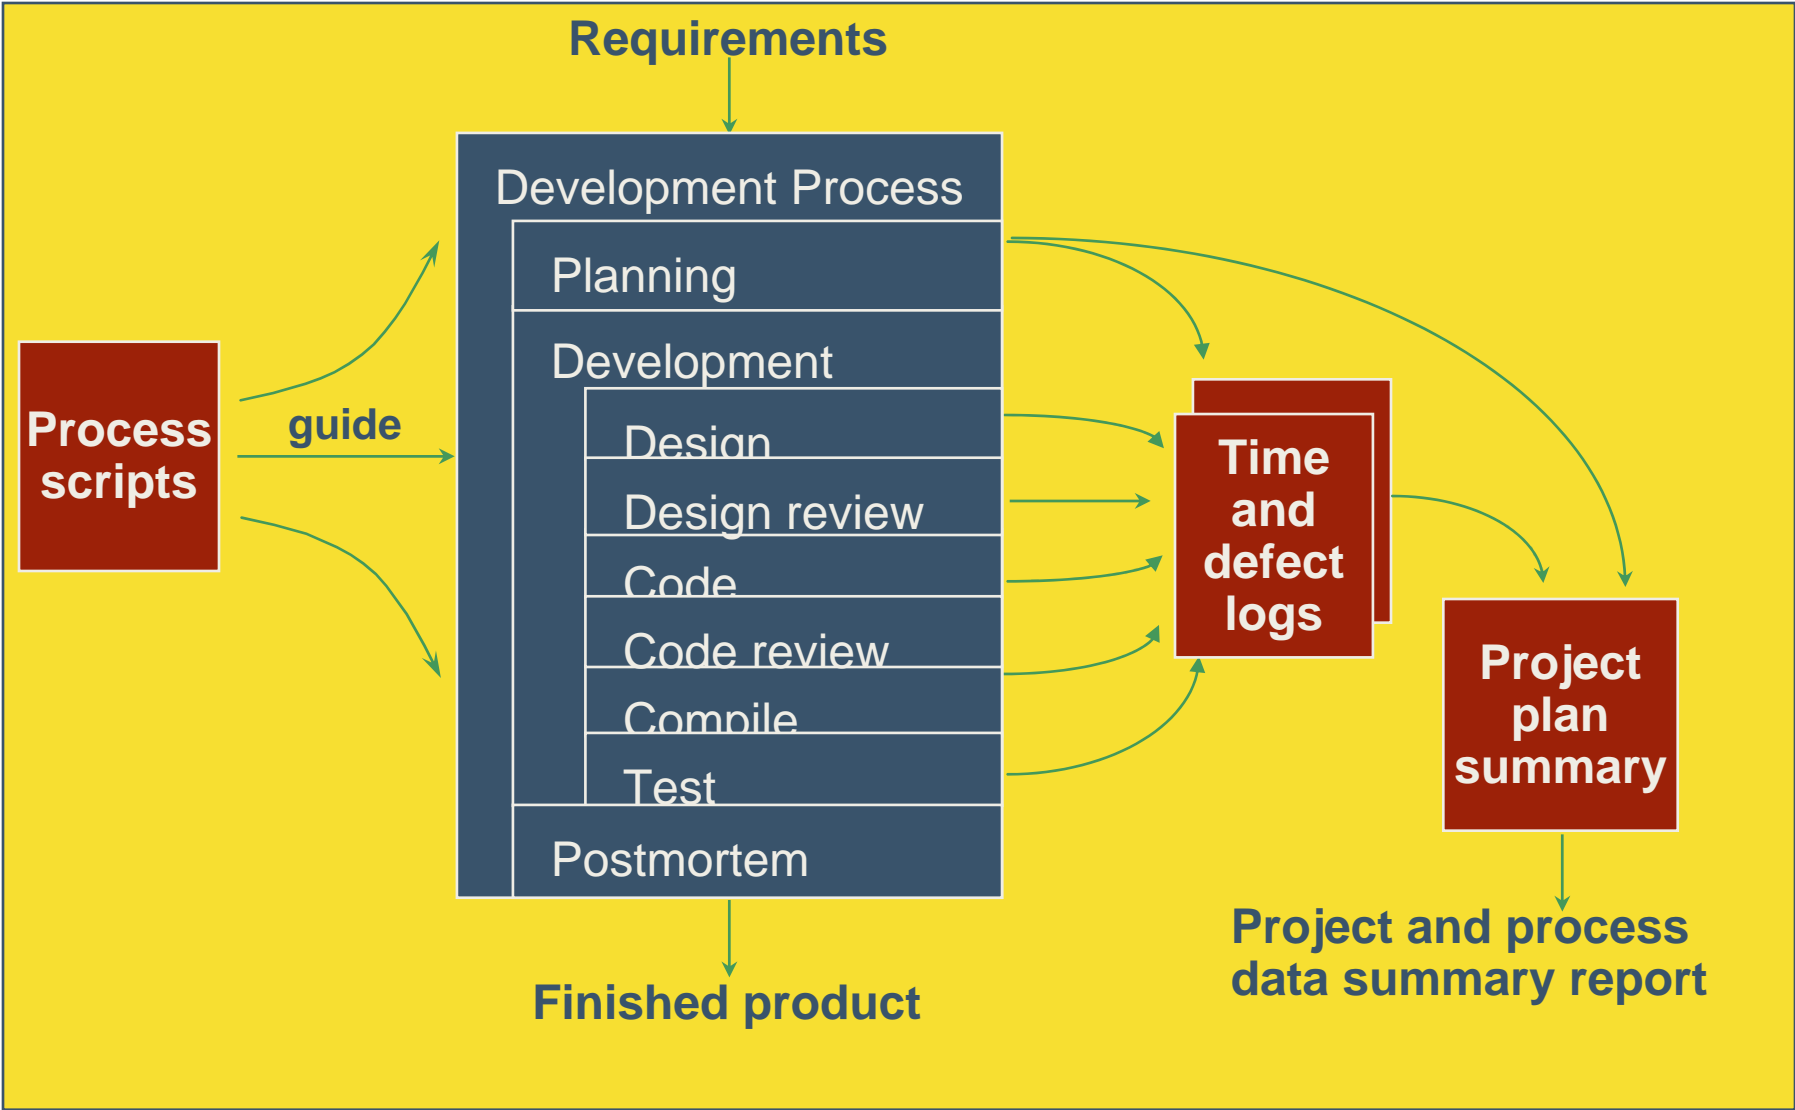 Requirements
Development Process
Planning
Development
Design
Design review
Code
Code review
Compile
Test
Postmortem
Process
scripts
guide
Time
and
defect
logs
Project
plan
summary
Finished product
Project and process
data summary report